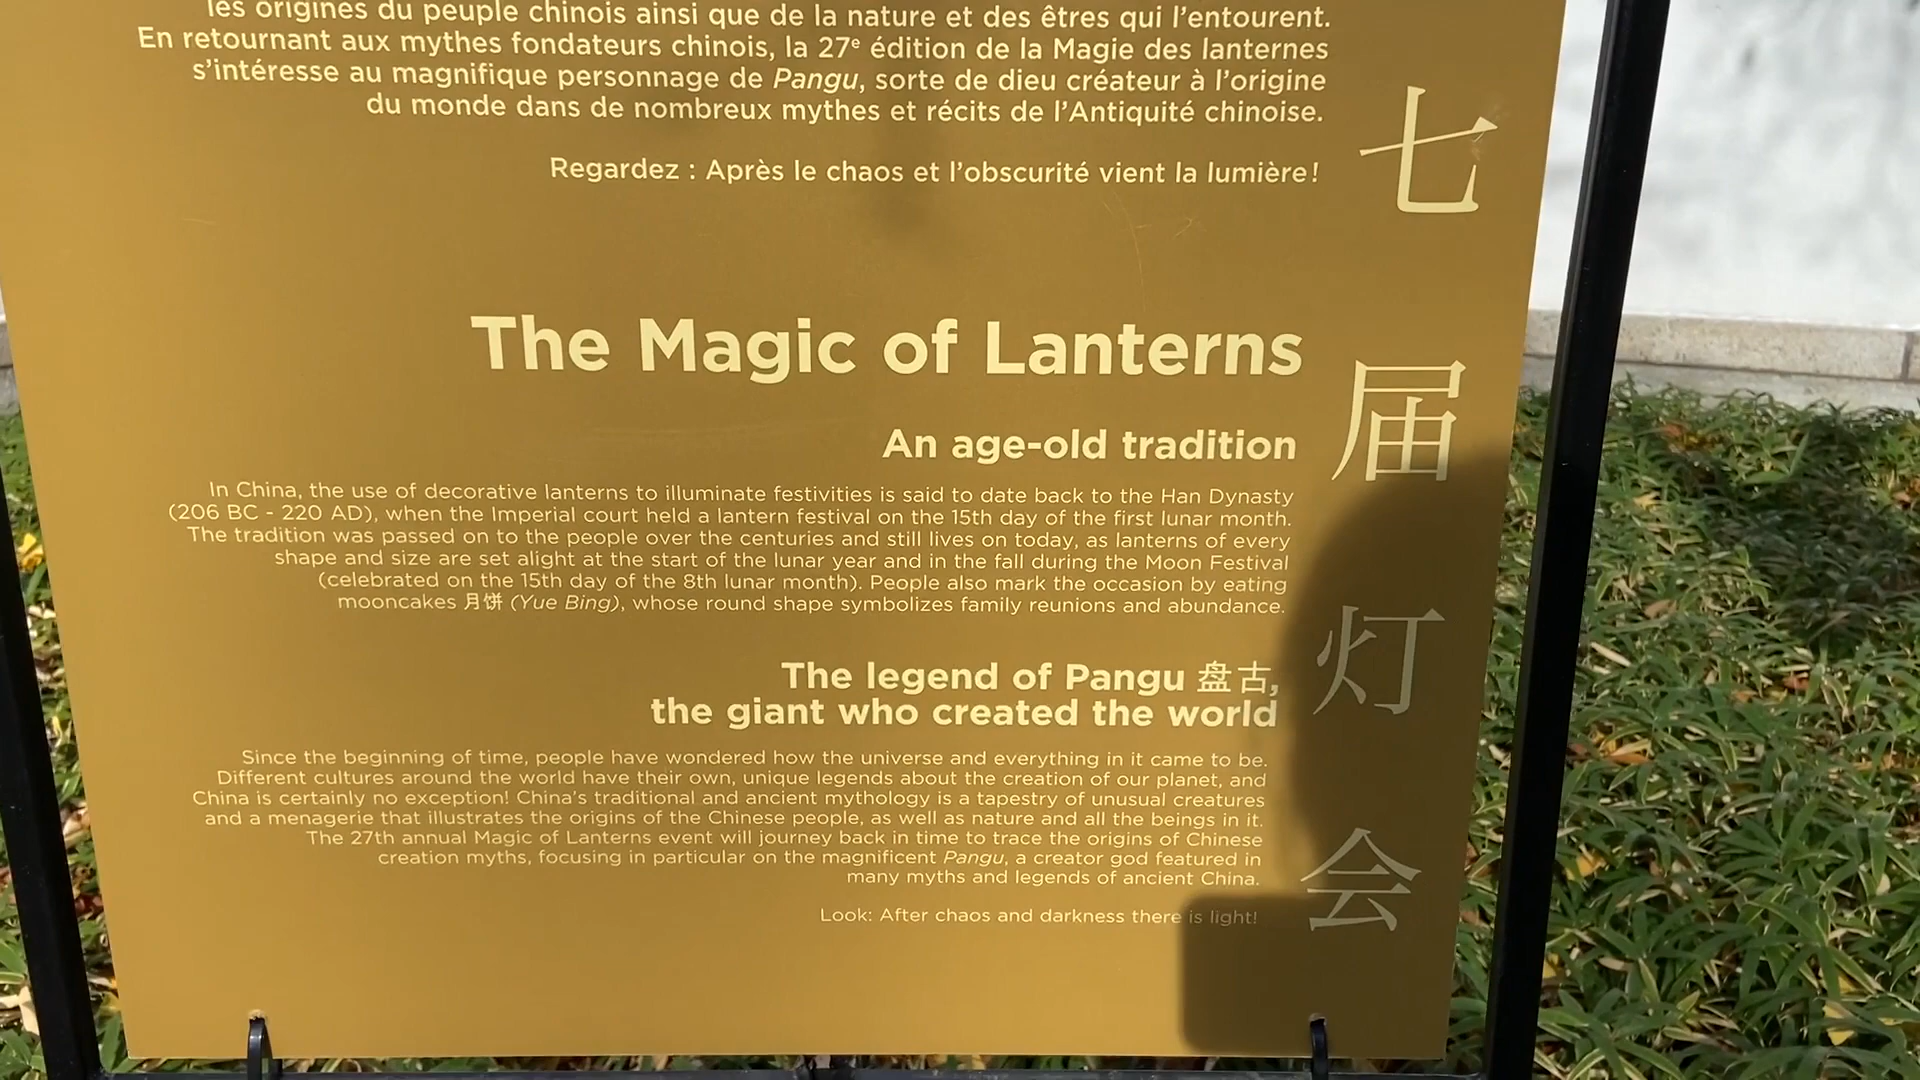 les origines du peuple chinois ainsi que de la nature et des êtres qui l'entourent.
En retournant aux mythes fondateurs chinois, la 27e édition de la Magie des lanternes
s'intéresse au magnifique personnage de Pangu, sorte de dieu créateur à l'origine
du monde dans de nombreux mythes et récits de l'Antiquité chinoise.
Regardez : Après le chaos et l'obscurité vient la lumière!
The Magic of Lanterns
An age-old tradition
In China, the use of decorative lanterns to illuminate festivities is said to date back to the Han Dynasty
(206 BC - 220 AD), when the Imperial court held a lantern festival on the 15th day of the first lunar month.
The tradition was passed on to the people over the centuries and still lives on today, as lanterns of every
shape and size are set alight at the start of the lunar year and in the fall during the Moon Festival
(celebrated on the 15th day of the 8th lunar month). People also mark the occasion by eating
mooncakes 月饼 (Yue Bing), whose round shape symbolizes family reunions and abundance.
The legend of Pangu 盘古,
the giant who created the world
Since the beginning of time, people have wondered how the universe and everything in it came to be.
Different cultures around the world have their own, unique legends about the creation of our planet, and
China is certainly no exception! China's traditional and ancient mythology is a tapestry of unusual creatures
and a menagerie that illustrates the origins of the Chinese people, as well as nature and all the beings in it.
The 27th annual Magic of Lanterns event will journey back in time to trace the origins of Chinese
creation myths, focusing in particular on the magnificent Pangu, a creator god featured in
many myths and legends of ancient China.
Look: After chaos and darkness there is light!
七届灯会